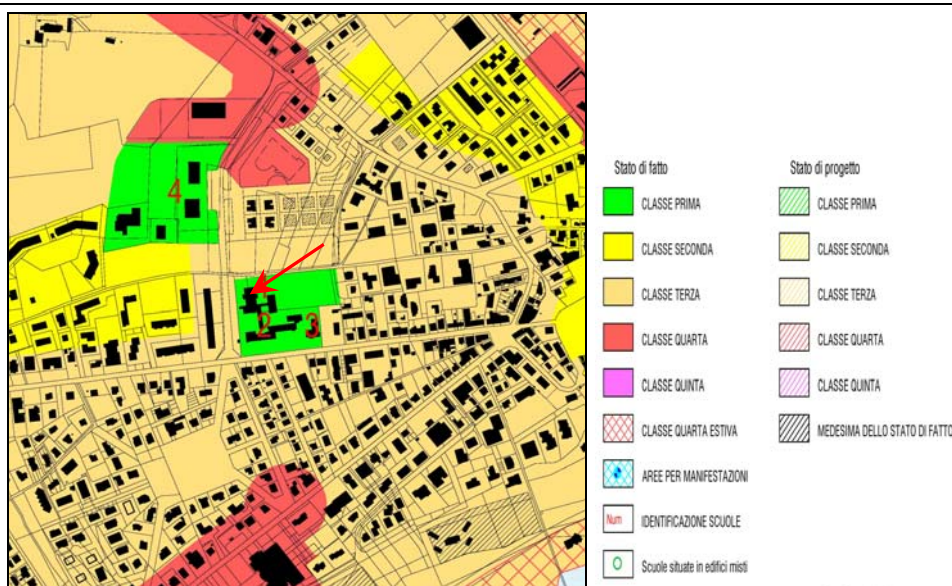 4
2
3
Stato di fatto
CLASSE PRIMA
CLASSE SECONDA
CLASSE TERZA
CLASSE QUARTA
CLASSE QUINTA
CLASSE QUARTA ESTIVA
AREE PER MANIFESTAZIONI
Num IDENTIFICAZIONE SCUOLE
Scuole situate in edifici misti
Stato di progetto
CLASSE PRIMA
CLASSE SECONDA
CLASSE TERZA
CLASSE QUARTA
CLASSE QUINTA
MEDESIMA DELLO STATO DI FATTO